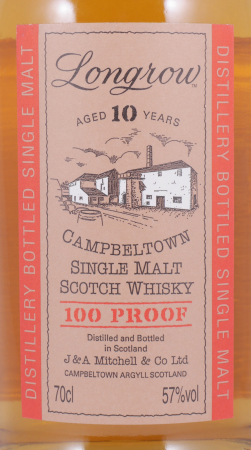 Longrow™
AGED 10 YEARS
CAMPBELTOWN
SINGLE MALT
SCOTCH WHISKY
100 PROOF
Distilled and Bottled
in Scotland
J & A Mitchell & Co Ltd
CAMPBELTOWN ARGYLL SCOTLAND
70cl 57%vol
DISTILLERY BOTTLED SINGLE MALT
DISTILLERY BOTTLED SINGLE MALT